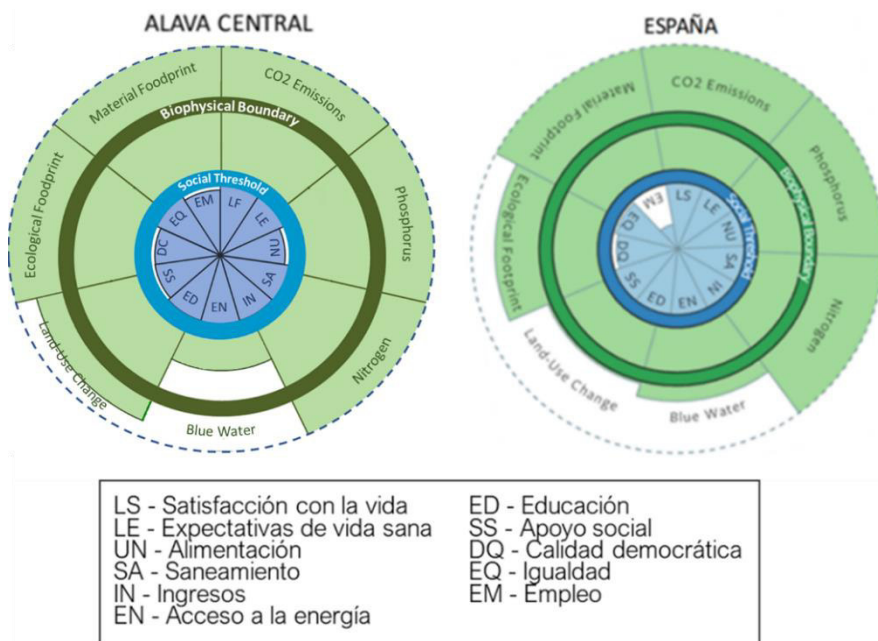 ALAVA CENTRAL
Material Foodprint
CO2 Emissions
Biophysical Boundary
Ecological Foodprint
Phosphorus
Social Threshold
EM
LF
EQ
LE
DC
NU
SS
SA
ED
IN
EN
Land-Use Change
Nitrogen
Blue Water
ESPAÑA
Material Footprint
CO2 Emissions
Phosphorus
Biophysical Boundary
Ecological Footprint
Social Threshold
EM
LS
EQ
LE
NU
DQ
SA
SS
IN
ED
EN
Nitrogen
Land-Use Change
Blue Water
LS - Satisfacción con la vida
LE - Expectativas de vida sana
UN - Alimentación
SA - Saneamiento
IN - Ingresos
EN - Acceso a la energía
ED - Educación
SS - Apoyo social
DQ - Calidad democrática
EQ - Igualdad
EM - Empleo